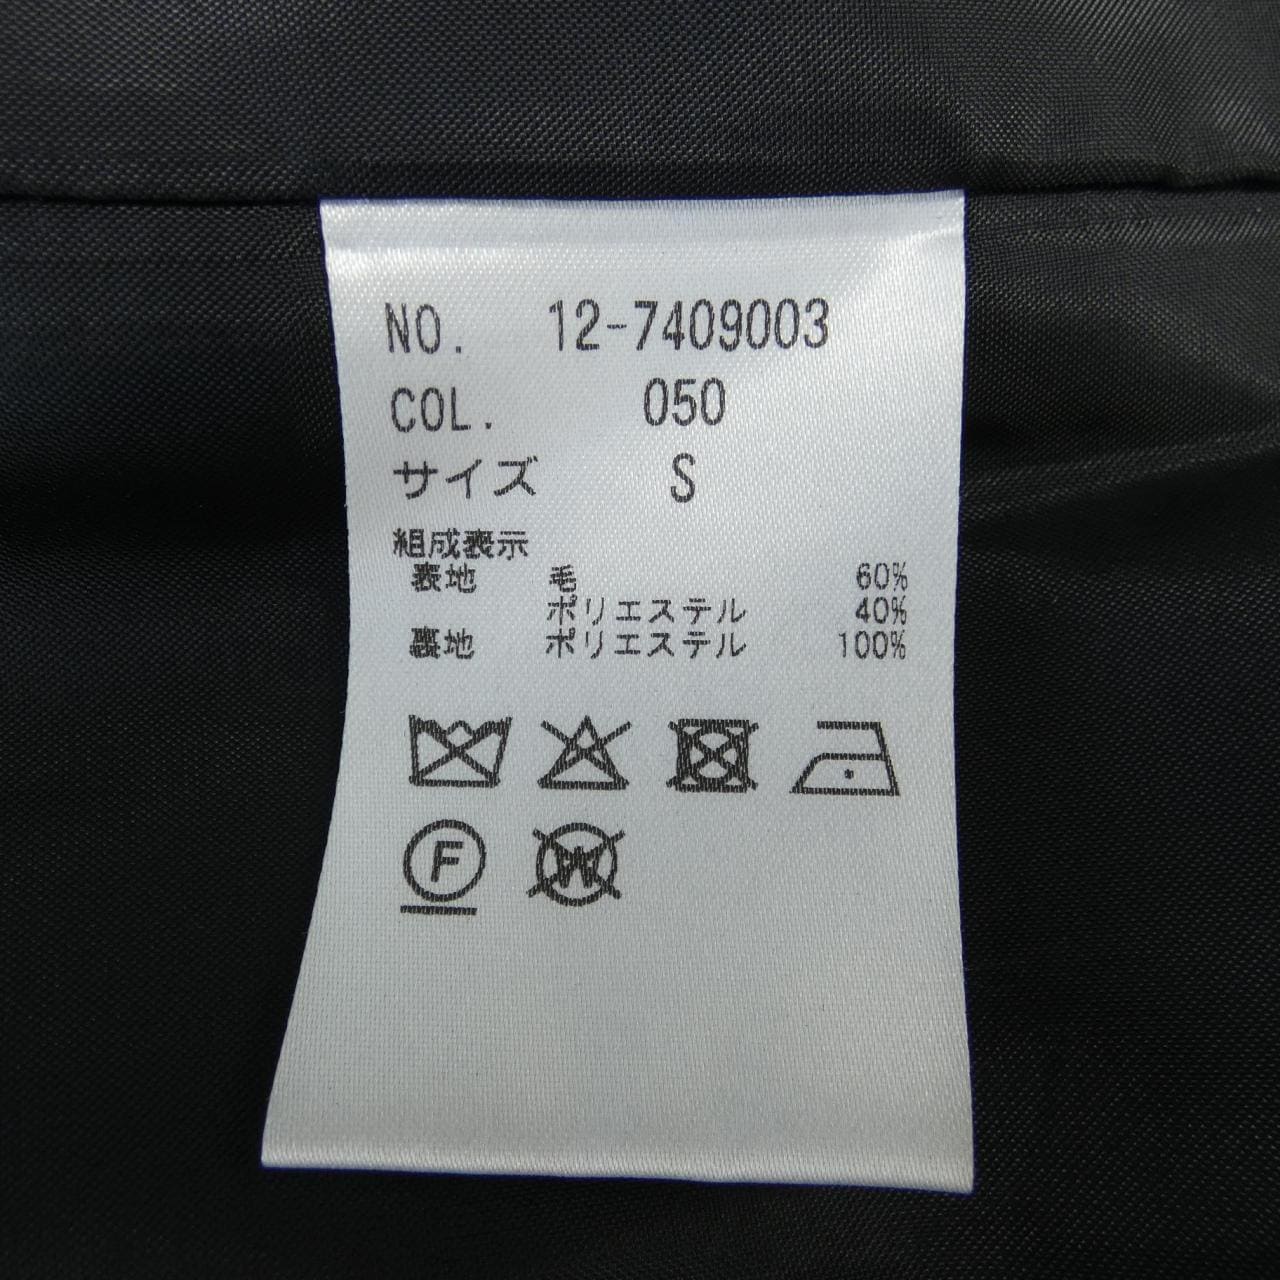 NO. 12-7409003
COL. 050
サイズ S
組成表示
表地 毛 60%
ポリエステル 40%
裏地 ポリエステル 100%
F
W